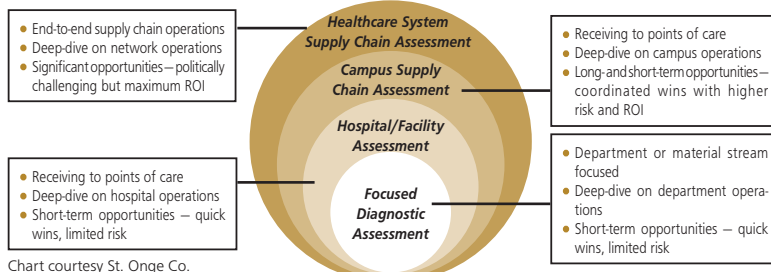 Healthcare System
Supply Chain Assessment
Campus Supply
Chain Assessment
Hospital/Facility
Assessment
Focused
Diagnostic
Assessment
• End-to-end supply chain operations
• Deep-dive on network operations
• Significant opportunities — politically
challenging but maximum ROI
• Receiving to points of care
• Deep-dive on campus operations
• Long-and short-term opportunities —
coordinated wins with higher
risk and ROI
• Receiving to points of care
• Deep-dive on hospital operations
• Short-term opportunities — quick
wins, limited risk
• Department or material stream
focused
• Deep-dive on department opera-
tions
• Short-term opportunities — quick
wins, limited risk
Chart courtesy St. Onge Co.